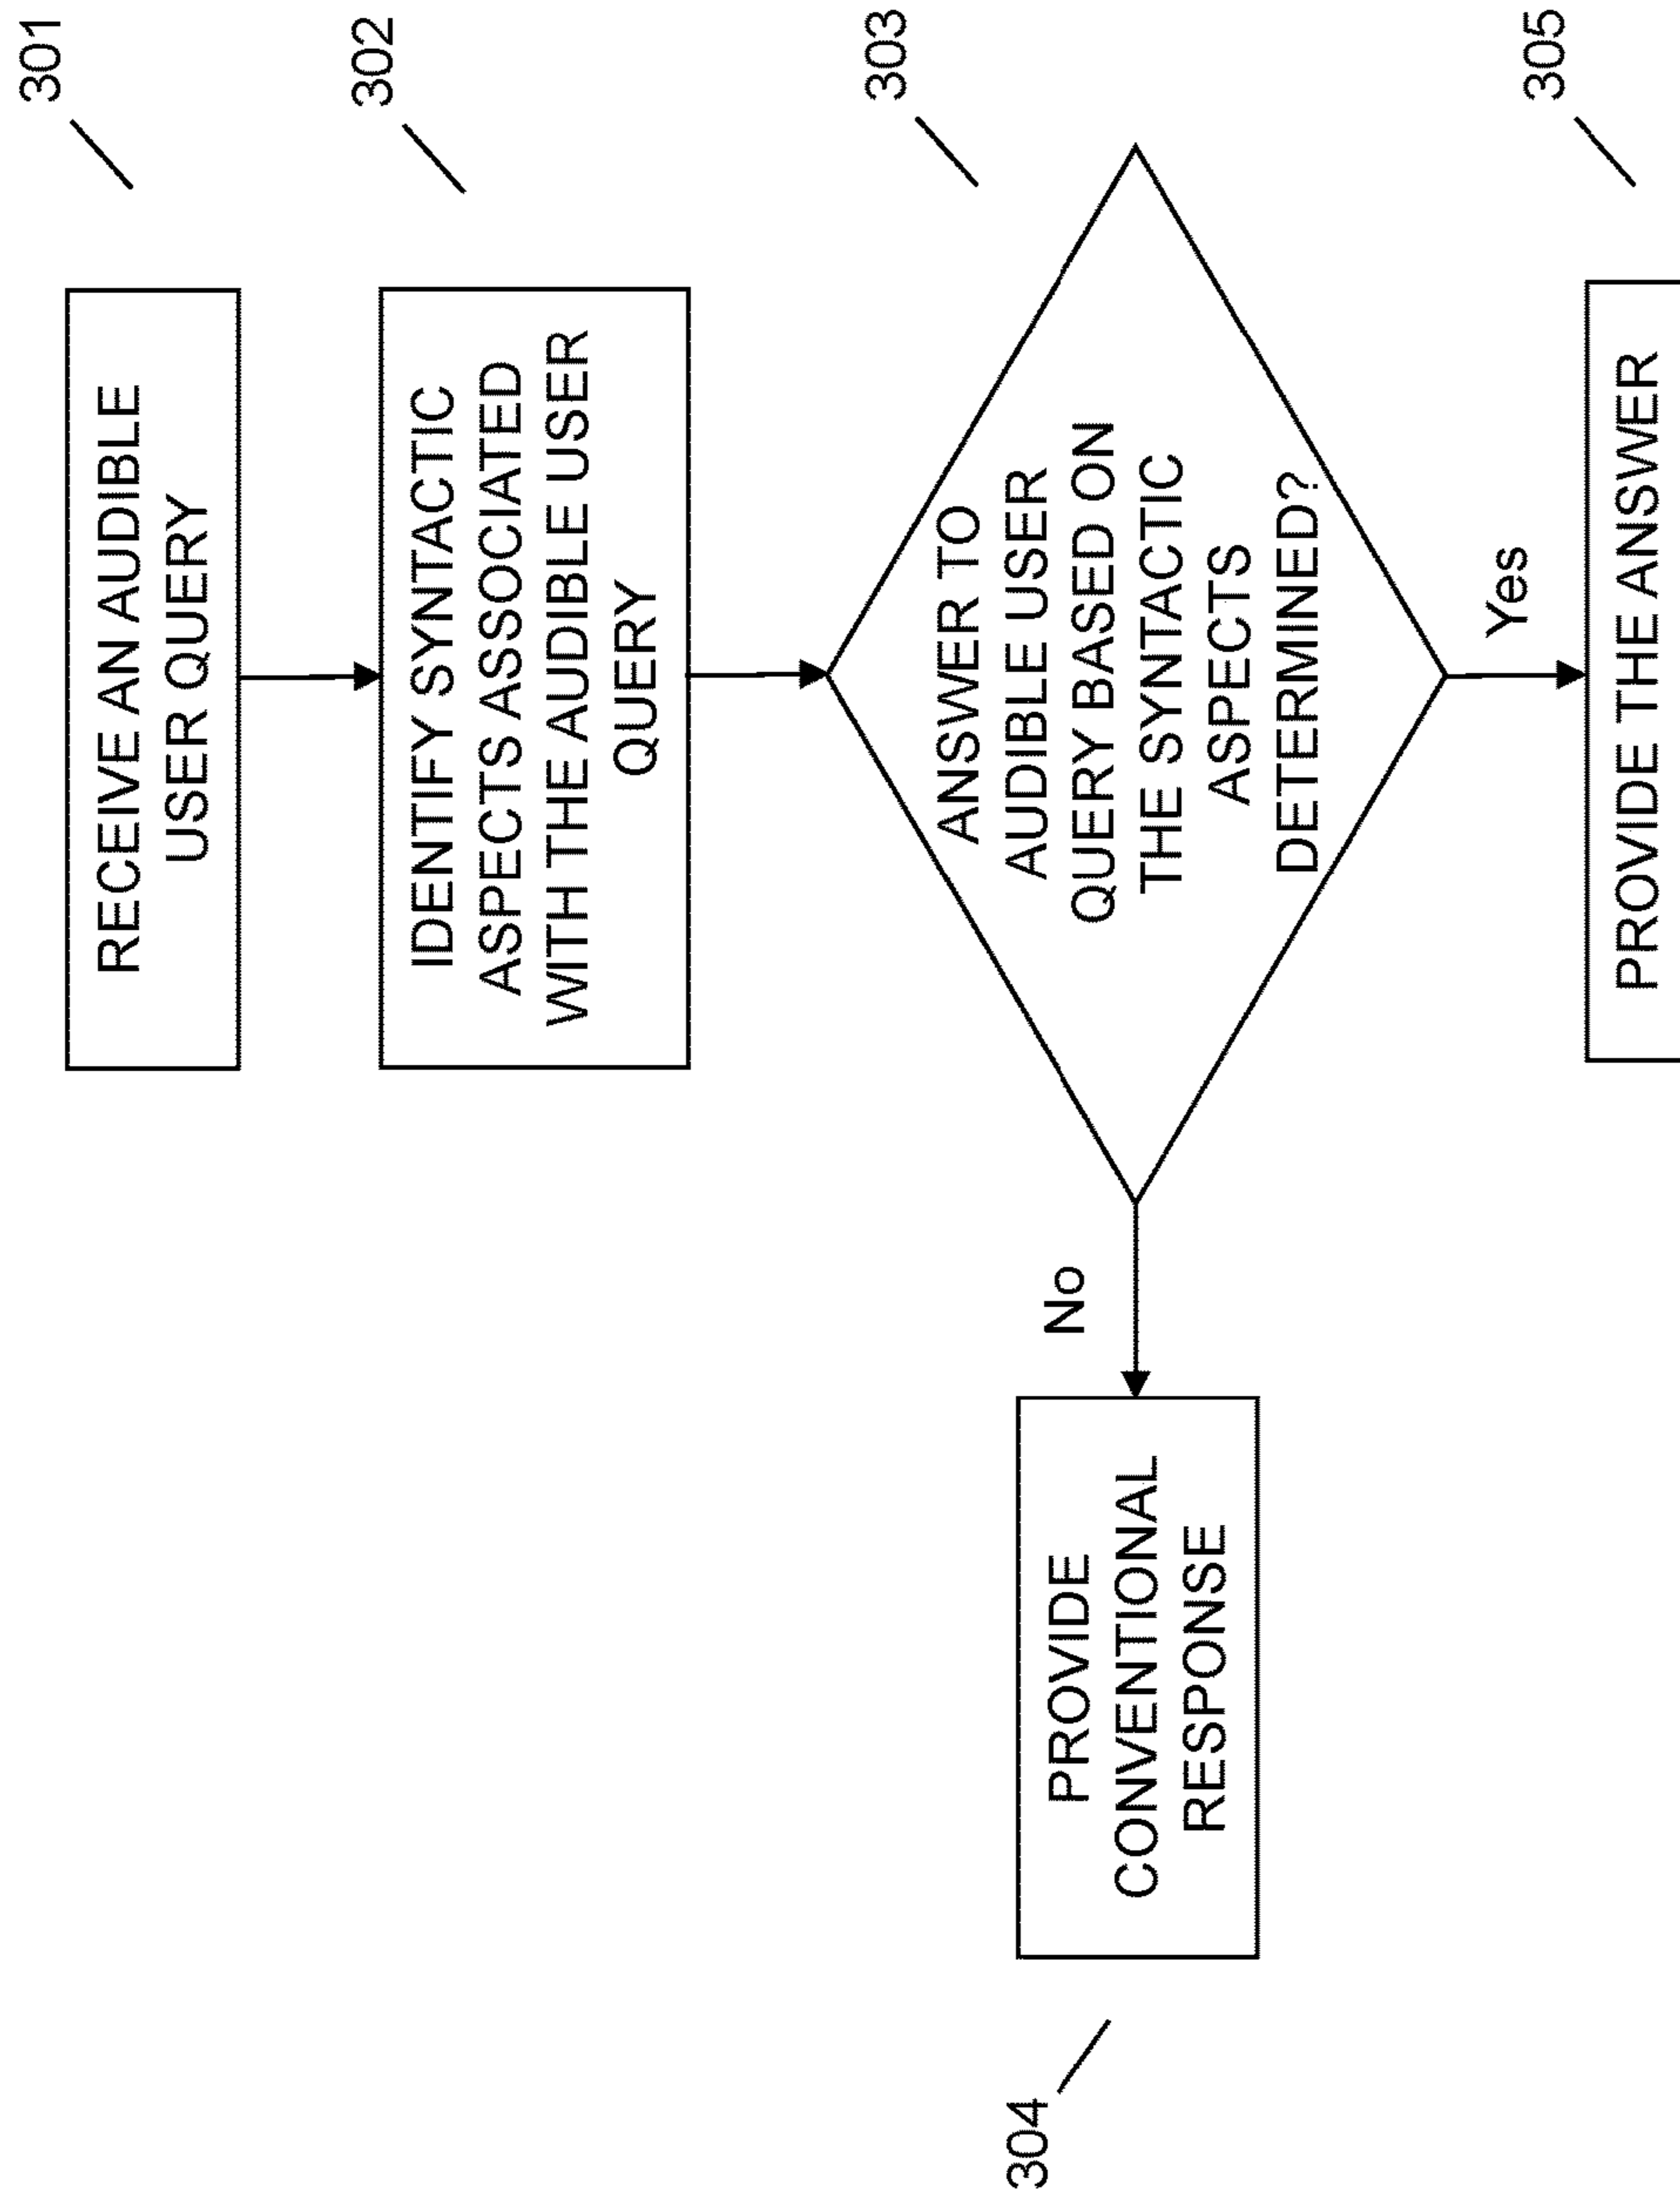 301
RECEIVE AN AUDIBLE
USER QUERY
302
IDENTIFY SYNTACTIC
ASPECTS ASSOCIATED
WITH THE AUDIBLE USER
QUERY
303
ANSWER TO
AUDIBLE USER
QUERY BASED ON
THE SYNTACTIC
ASPECTS
DETERMINED?
No
304
PROVIDE
CONVENTIONAL
RESPONSE
Yes
305
PROVIDE THE ANSWER